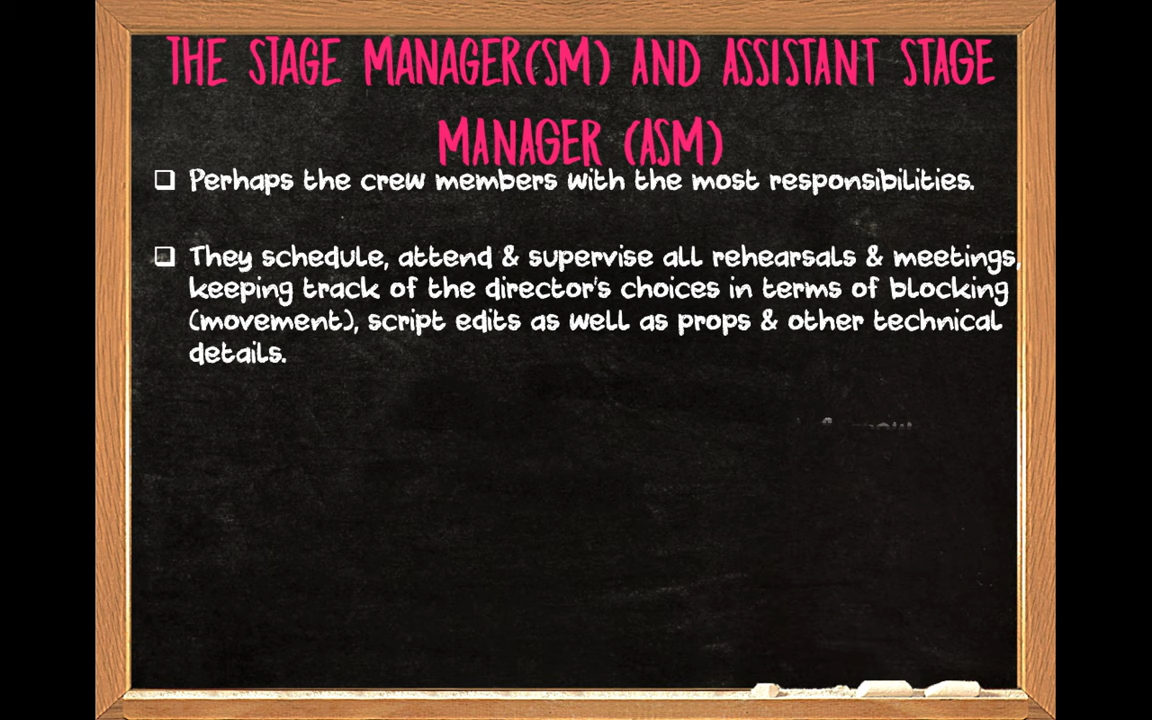 THE STAGE MANAGER(SM) AND ASSISTANT STAGE
MANAGER (ASM)
Perhaps the crew members with the most responsibilities.
They schedule, attend & supervise all rehearsals & meetings,
keeping track of the director's choices in terms of blocking
(movement), script edits as well as props & other technical
details.